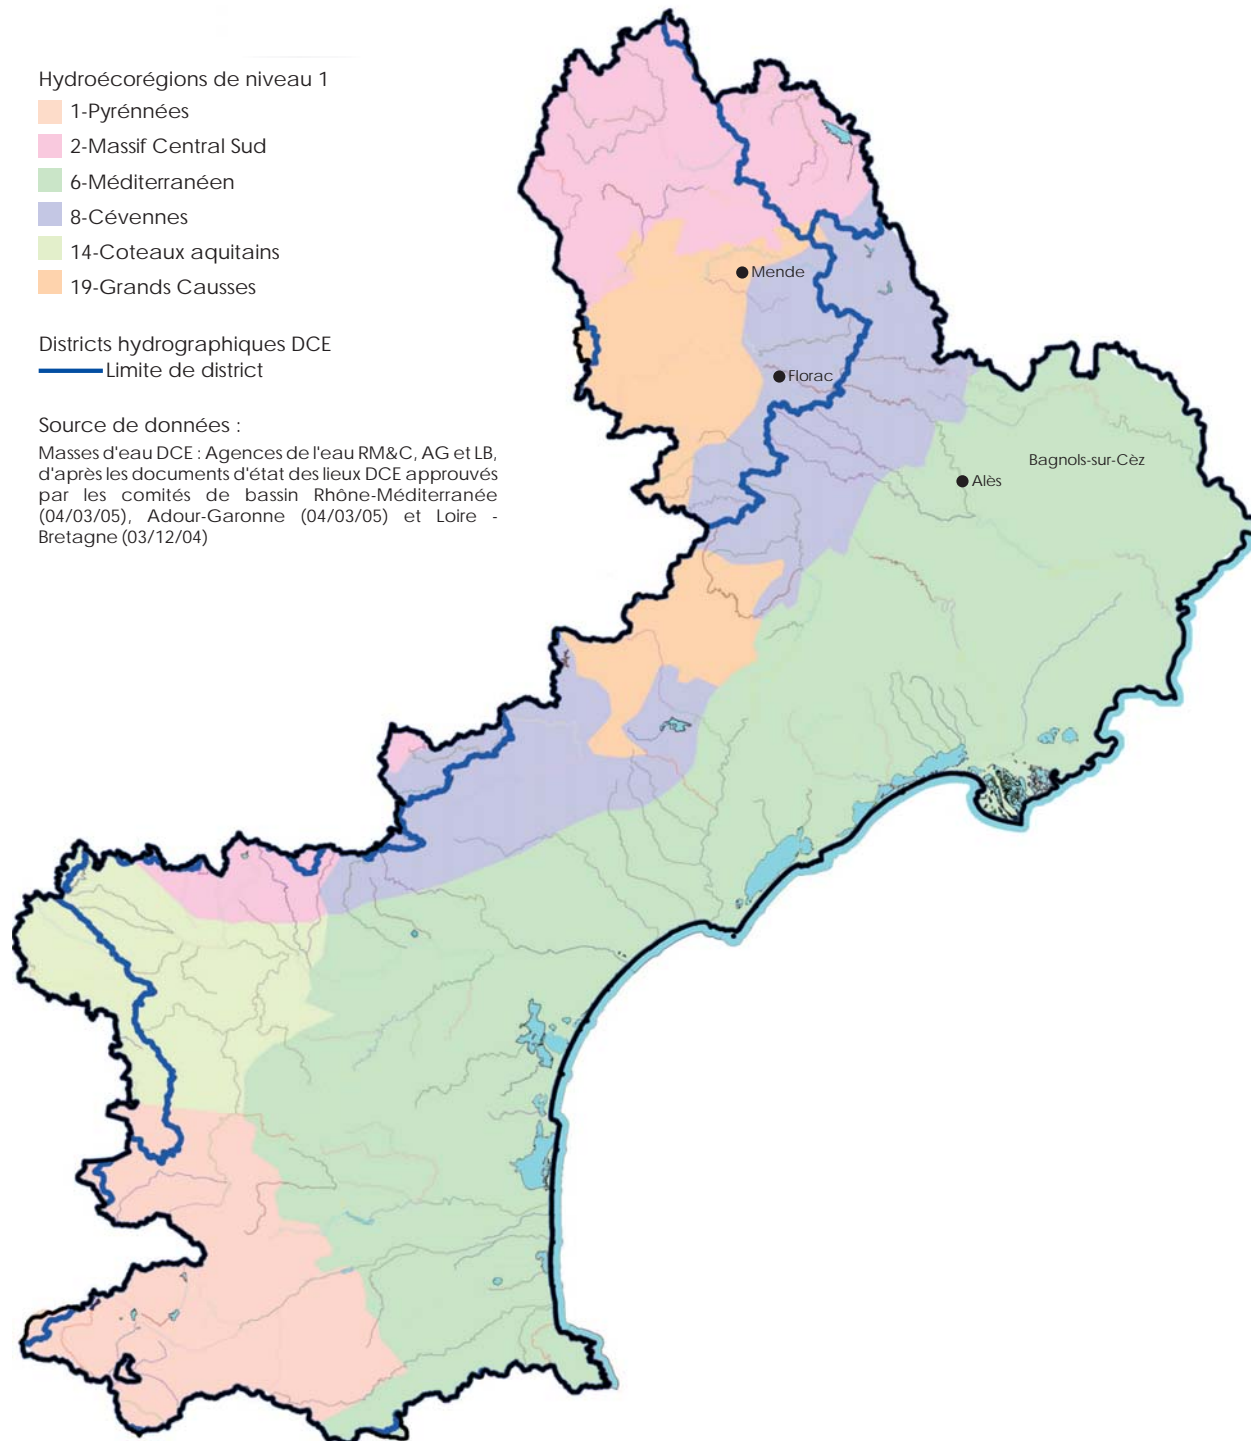 Hydroécorégions de niveau 1
1-Pyrénnées
2-Massif Central Sud
6-Méditerranéen
8-Cévennes
14-Coteaux aquitains
19-Grands Causses
Districts hydrographiques DCE
Limite de district
Source de données :
Masses d'eau DCE : Agences de l'eau RM&C, AG et LB,
d'après les documents d'état des lieux DCE approuvés
par les comités de bassin Rhône-Méditerranée
(04/03/05), Adour-Garonne (04/03/05) et Loire -
Bretagne (03/12/04)
Mende
Florac
Bagnols-sur-Cèz
Alès